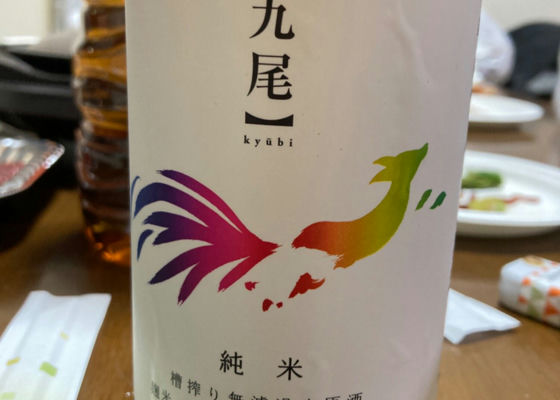 九尾】
kyūbi
純米
槽搾り無濾過生原酒